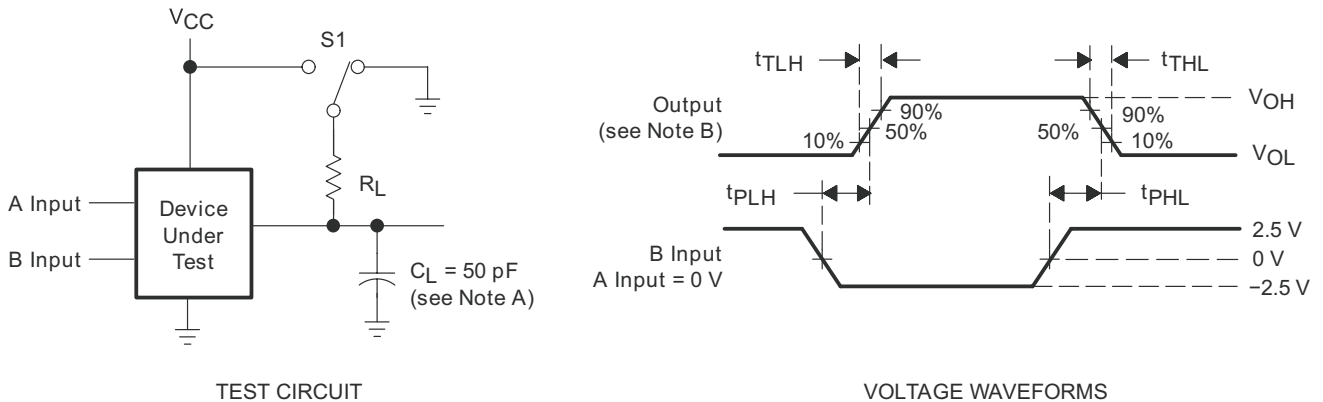 VCC
S1
RL
A Input
B Input
Device
Under
Test
CL = 50 pF
(see Note A)
TEST CIRCUIT
tTLH
tTHL
Output
(see Note B)
90%
50%
10%
50%
90%
10%
VOH
VOL
tPLH
tPHL
B Input
A Input = 0 V
2.5 V
0 V
−2.5 V
VOLTAGE WAVEFORMS